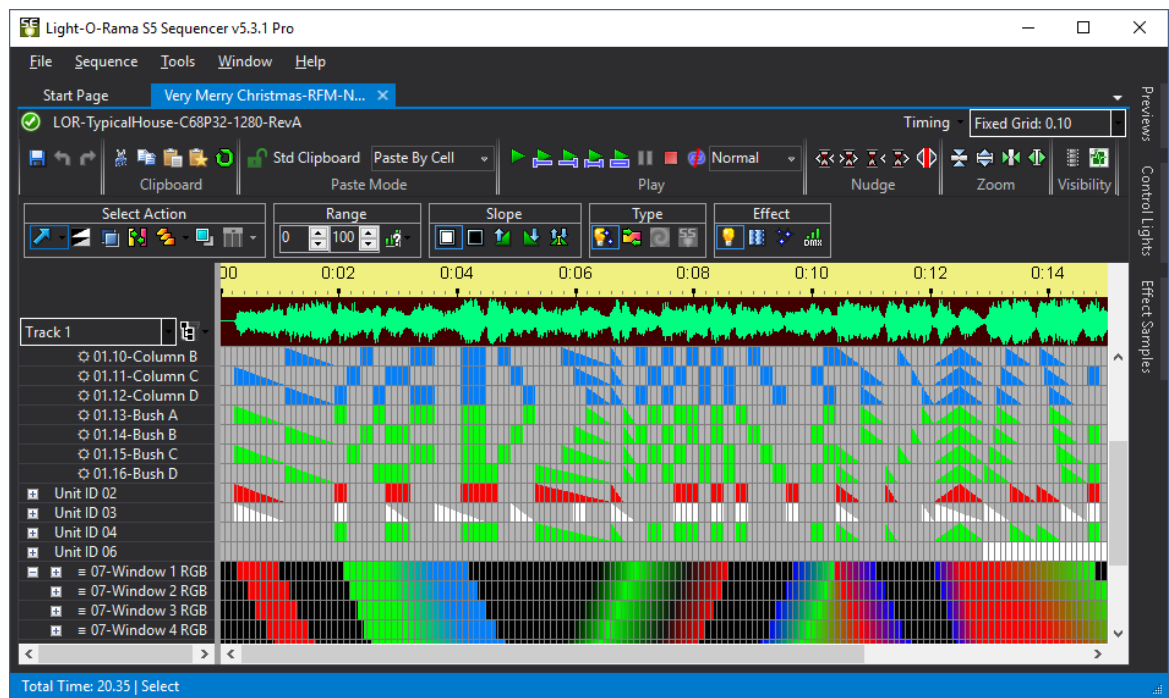 Light-O-Rama S5 Sequencer v5.3.1 Pro
File Sequence Tools Window Help
Start Page Very Merry Christmas-RFM-N...
LOR-TypicalHouse-C68P32-1280-RevA Timing Fixed Grid: 0.10
Std Clipboard Paste By Cell Normal
Clipboard Paste Mode Play Nudge Zoom Visibility
Select Action Range Slope Type Effect
0 100 S5 dmx
00 0:02 0:04 0:06 0:08 0:10 0:12 0:14
Track 1
01.10-Column B
01.11-Column C
01.12-Column D
01.13-Bush A
01.14-Bush B
01.15-Bush C
01.16-Bush D
Unit ID 02
Unit ID 03
Unit ID 04
Unit ID 06
07-Window 1 RGB
07-Window 2 RGB
07-Window 3 RGB
07-Window 4 RGB
Total Time: 20.35 | Select
Previews
Control Lights
Effect Samples